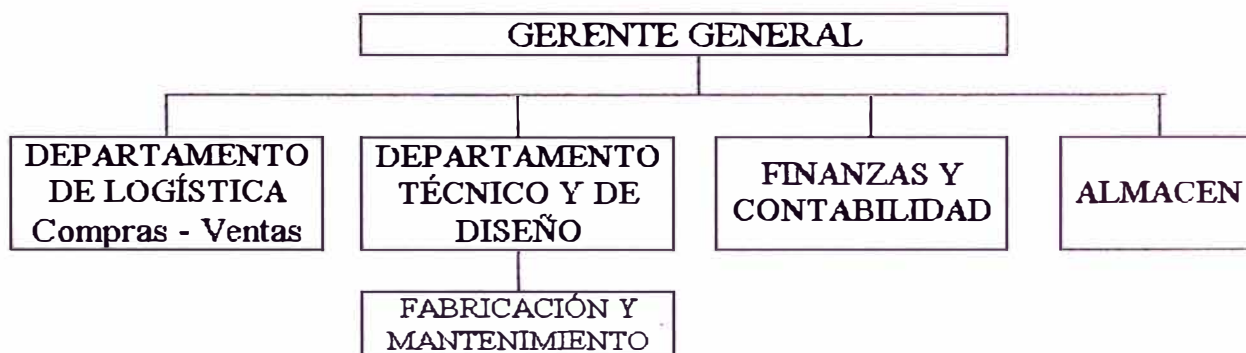 GERENTE GENERAL
DEPARTAMENTO
DE LOGÍSTICA
Compras - Ventas
DEPARTAMENTO
TÉCNICO Y DE
DISEÑO
FINANZAS Y
CONTABILIDAD
ALMACEN
FABRICACIÓN Y
MANTENIMIENTO